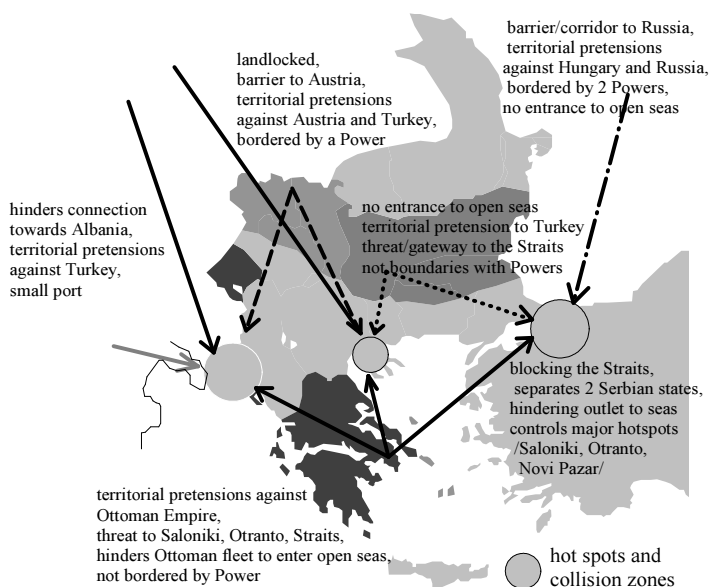 barrier/corridor to Russia,
territorial pretensions
against Hungary and Russia,
bordered by 2 Powers,
no entrance to open seas
landlocked,
barrier to Austria,
territorial pretensions
against Austria and Turkey,
bordered by a Power
hinders connection
towards Albania,
territorial pretensions
against Turkey,
small port
no entrance to open seas
territorial pretension to Turkey
threat/gateway to the Straits
not boundaries with Powers
blocking the Straits,
separates 2 Serbian states,
hindering outlet to seas
controls major hotspots
/Saloniki, Otranto,
Novi Pazar/
territorial pretensions against
Ottoman Empire,
threat to Saloniki, Otranto, Straits,
hinders Ottoman fleet to enter open seas,
not bordered by Power
hot spots and
collision zones